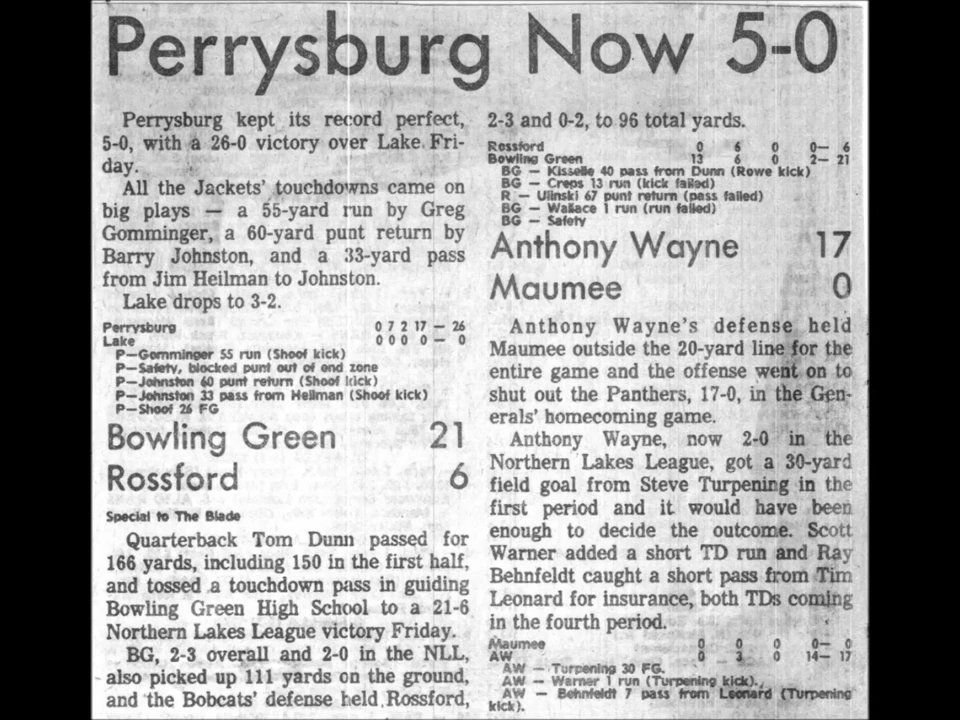 Perrysburg Now 5-0
Perrysburg kept its record perfect,
5-0, with a 26-0 victory over Lake Fri-
day.
All the Jackets' touchdowns came on
big plays — a 55-yard run by Greg
Gomminger, a 60-yard punt return by
Barry Johnston, and a 33-yard pass
from Jim Heilman to Johnston.
Lake drops to 3-2.
Perrysburg 0 7 2 17 — 26
Lake 0 0 0 0 — 0
P—Gomminger 55 run (Shoof kick)
P—Safety, blocked punt out of end zone
P—Johnston 60 punt return (Shoof kick)
P—Johnston 33 pass from Heilman (Shoof kick)
P—Shoof 26 FG
Bowling Green 21
Rossford 6
Special to The Blade
Quarterback Tom Dunn passed for
166 yards, including 150 in the first half,
and tossed a touchdown pass in guiding
Bowling Green High School to a 21-6
Northern Lakes League victory Friday.
BG, 2-3 overall and 2-0 in the NLL,
also picked up 111 yards on the ground,
and the Bobcats' defense held Rossford,
2-3 and 0-2, to 96 total yards.
Rossford 0 6 0 0— 6
Bowling Green 13 6 0 2— 21
BG — Kisselle 40 pass from Dunn (Rowe kick)
BG — Creps 13 run (kick failed)
R — Ulinski 67 punt return (pass failed)
BG — Wallace 1 run (run failed)
BG — Safety
Anthony Wayne 17
Maumee 0
Anthony Wayne's defense held
Maumee outside the 20-yard line for the
entire game and the offense went on to
shut out the Panthers, 17-0, in the Gen-
erals' homecoming game.
Anthony Wayne, now 2-0 in the
Northern Lakes League, got a 30-yard
field goal from Steve Turpening in the
first period and it would have been
enough to decide the outcome. Scott
Warner added a short TD run and Ray
Behnfeldt caught a short pass from Tim
Leonard for insurance, both TDs coming
in the fourth period.
Maumee 0 0 0 0— 0
AW 0 3 0 14— 17
AW — Turpening 30 FG.
AW — Warner 1 run (Turpening kick).
AW — Behnfeldt 7 pass from Leonard (Turpening
kick).